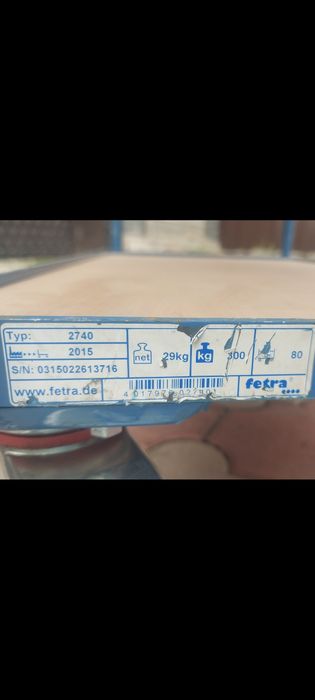 Typ: 2740
2015
S/N: 0315022613716
www.fetra.de
net 29kg
kg 300
80
fetra